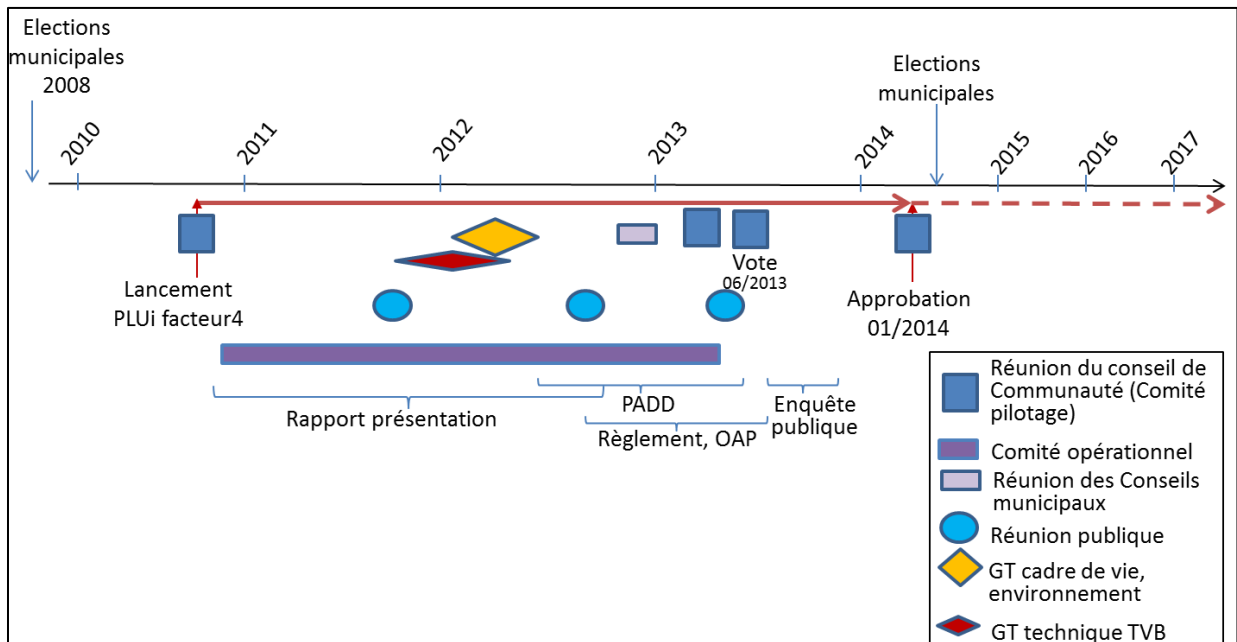 Elections
municipales
2008
Elections
municipales
2010
2011
2012
2013
2014
2015
2016
2017
Lancement
PLUi facteur4
Vote
06/2013
Approbation
01/2014
Rapport présentation
PADD
Règlement, OAP
Enquête
publique
Réunion du conseil de
Communauté (Comité
pilotage)
Comité opérationnel
Réunion des Conseils
municipaux
Réunion publique
GT cadre de vie,
environnement
GT technique TVB